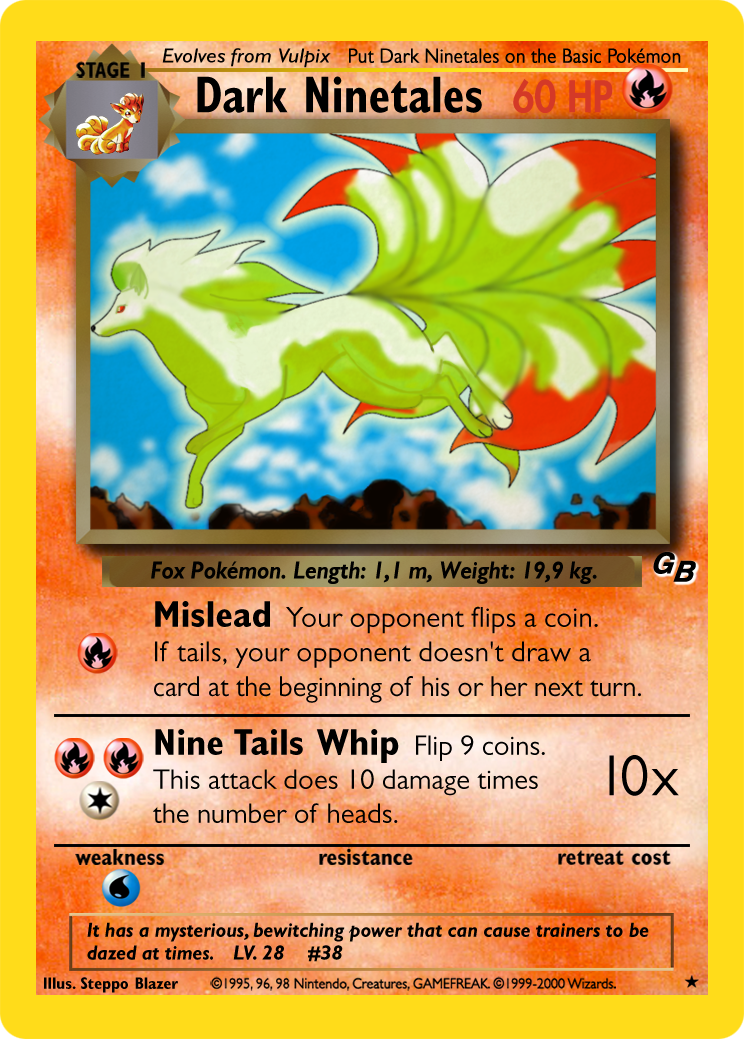 Evolves from Vulpix Put Dark Ninetales on the Basic Pokémon
STAGE 1
Dark Ninetales 60 HP
Fox Pokémon. Length: 1,1 m, Weight: 19,9 kg.
GB
Mislead Your opponent flips a coin.
If tails, your opponent doesn't draw a
card at the beginning of his or her next turn.
Nine Tails Whip Flip 9 coins.
This attack does 10 damage times
the number of heads.
10x
weakness resistance retreat cost
It has a mysterious, bewitching power that can cause trainers to be
dazed at times. LV. 28 #38
Illus. Steppo Blazer ©1995, 96, 98 Nintendo, Creatures, GAMEFREAK. ©1999-2000 Wizards.